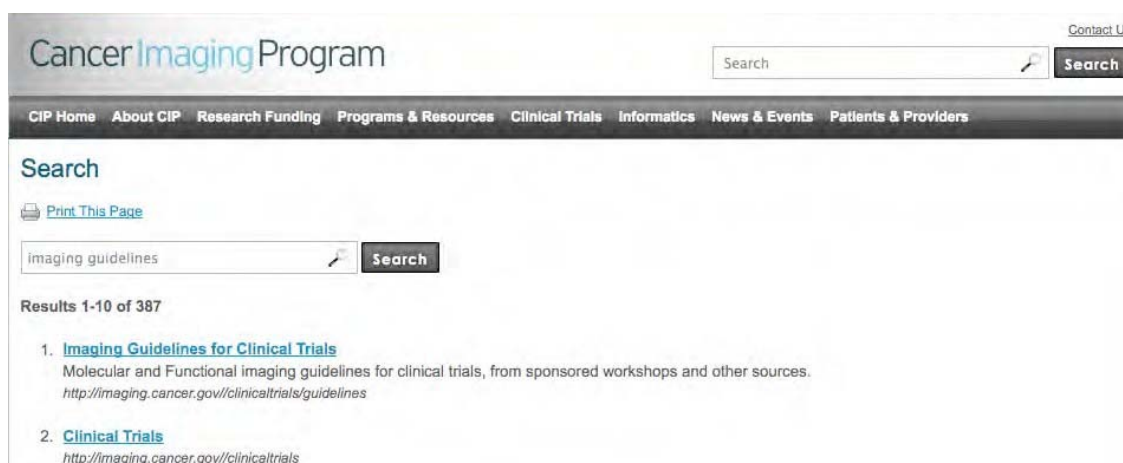 Contact U
Cancer Imaging Program
Search
Search
CIP Home About CIP Research Funding Programs & Resources Clinical Trials Informatics News & Events Patients & Providers
Search
Print This Page
imaging guidelines
Search
Results 1-10 of 387
1. Imaging Guidelines for Clinical Trials
Molecular and Functional imaging guidelines for clinical trials, from sponsored workshops and other sources.
http://imaging.cancer.gov//clinicaltrials/guidelines
2. Clinical Trials
http://imaging.cancer.gov//clinicaltrials